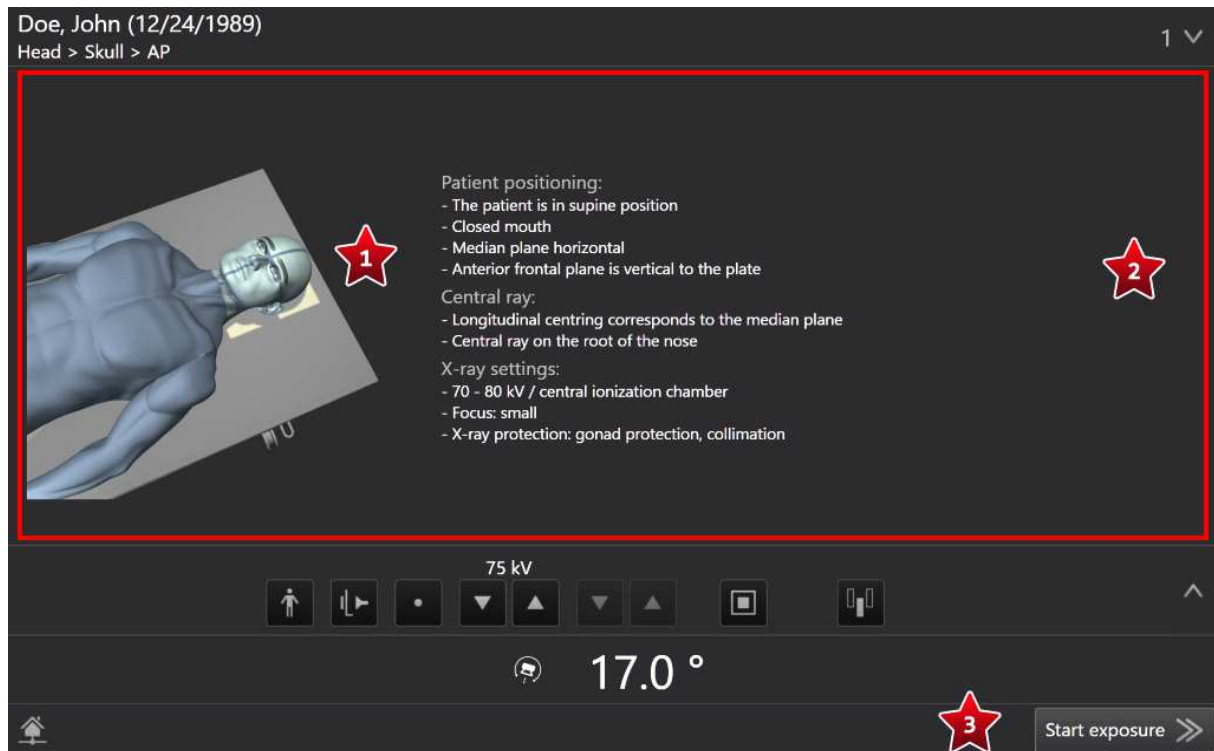 Doe, John (12/24/1989)
Head > Skull > AP
1
Patient positioning:
- The patient is in supine position
- Closed mouth
- Median plane horizontal
- Anterior frontal plane is vertical to the plate
Central ray:
- Longitudinal centring corresponds to the median plane
- Central ray on the root of the nose
X-ray settings:
- 70 - 80 kV / central ionization chamber
- Focus: small
- X-ray protection: gonad protection, collimation
1
2
75 kV
17.0 °
3
Start exposure